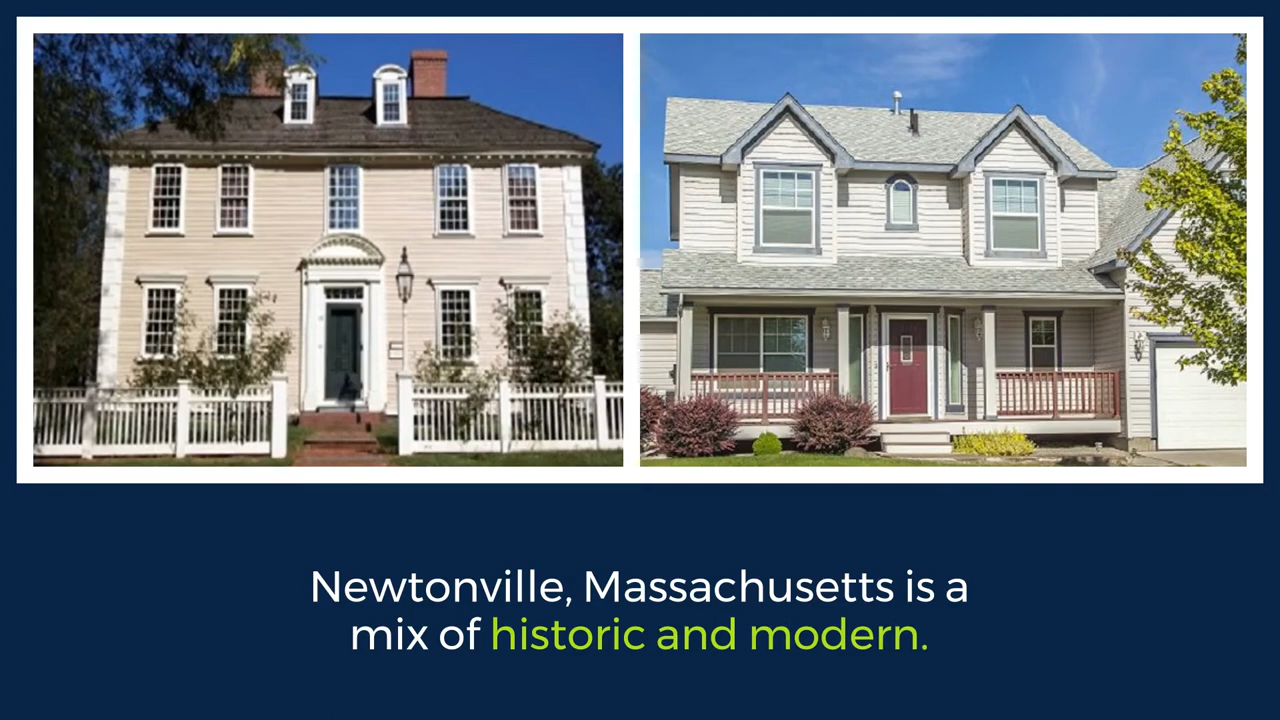 Newtonville, Massachusetts is a
mix of historic and modern.